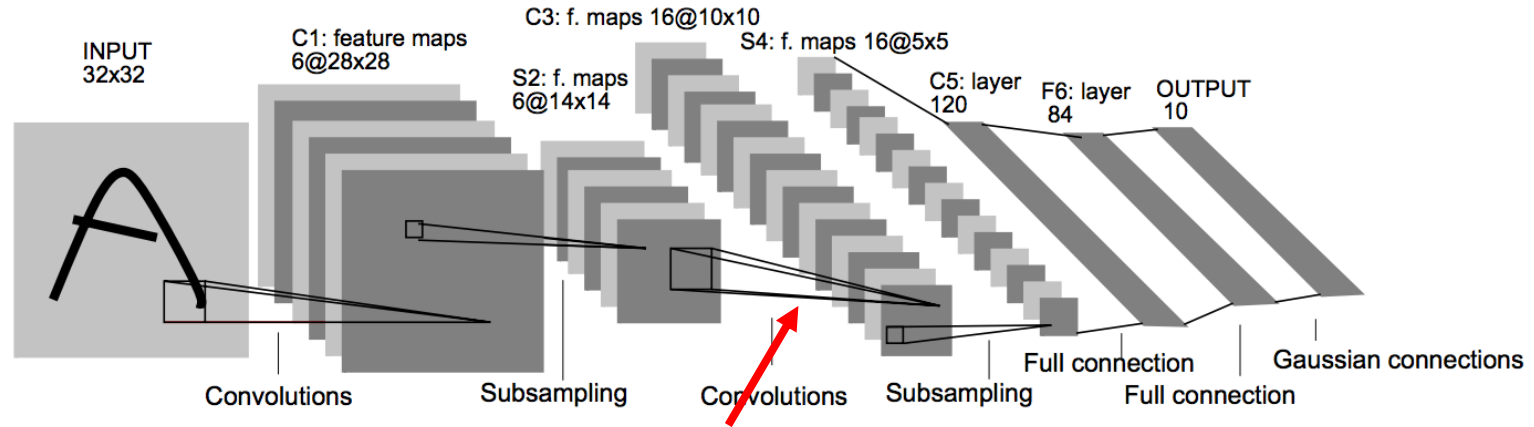 INPUT
32x32
C1: feature maps
6@28x28
S2: f. maps
6@14x14
C3: f. maps 16@10x10
S4: f. maps 16@5x5
C5: layer
120
F6: layer
84
OUTPUT
10
Convolutions
Subsampling
Convolutions
Subsampling
Full connection
Full connection
Gaussian connections